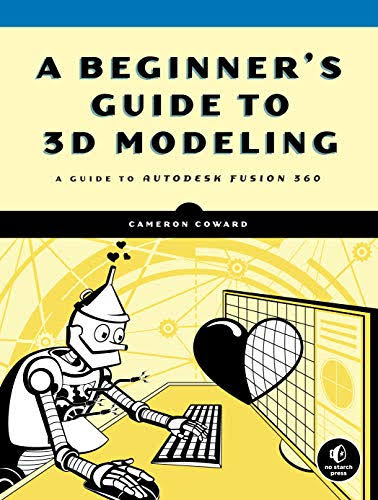 A BEGINNER'S
GUIDE TO
3D MODELING
A GUIDE TO AUTODESK FUSION 360
CAMERON COWARD
no starch
press